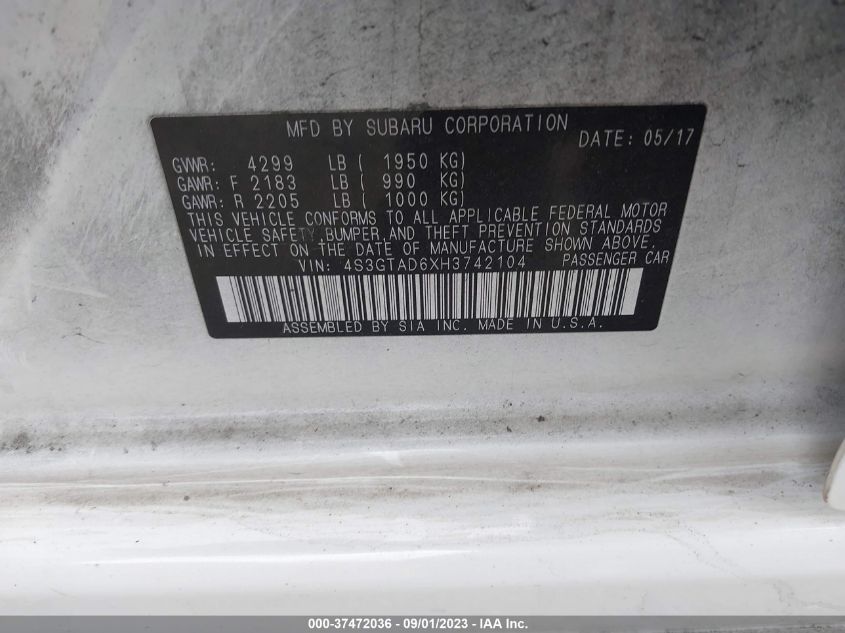 MFD BY SUBARU CORPORATION
DATE: 05/17
GVWR: 4299 LB ( 1950 KG)
GAWR: F 2183 LB ( 990 KG)
GAWR: R 2205 LB ( 1000 KG)
THIS VEHICLE CONFORMS TO ALL APPLICABLE FEDERAL MOTOR
VEHICLE SAFETY,BUMPER,AND THEFT PREVENTION STANDARDS
IN EFFECT ON THE DATE OF MANUFACTURE SHOWN ABOVE.
VIN: 4S3GTAD6XH3742104 PASSENGER CAR
ASSEMBLED BY SIA INC. MADE IN U.S.A.
000-37472036 - 09/01/2023 - IAA Inc.